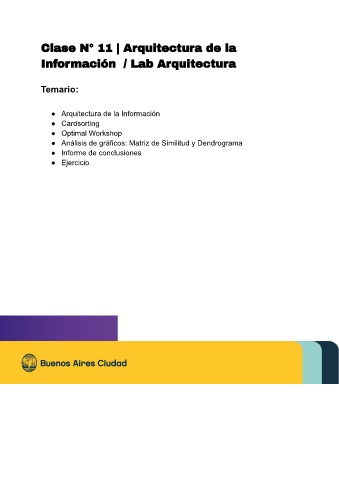 Clase N° 11 | Arquitectura de la
Información / Lab Arquitectura
Temario:
● Arquitectura de la Información
● Cardsorting
● Optimal Workshop
● Análisis de gráficos: Matriz de Similitud y Dendrograma
● Informe de conclusiones
● Ejercicio
Buenos Aires Ciudad